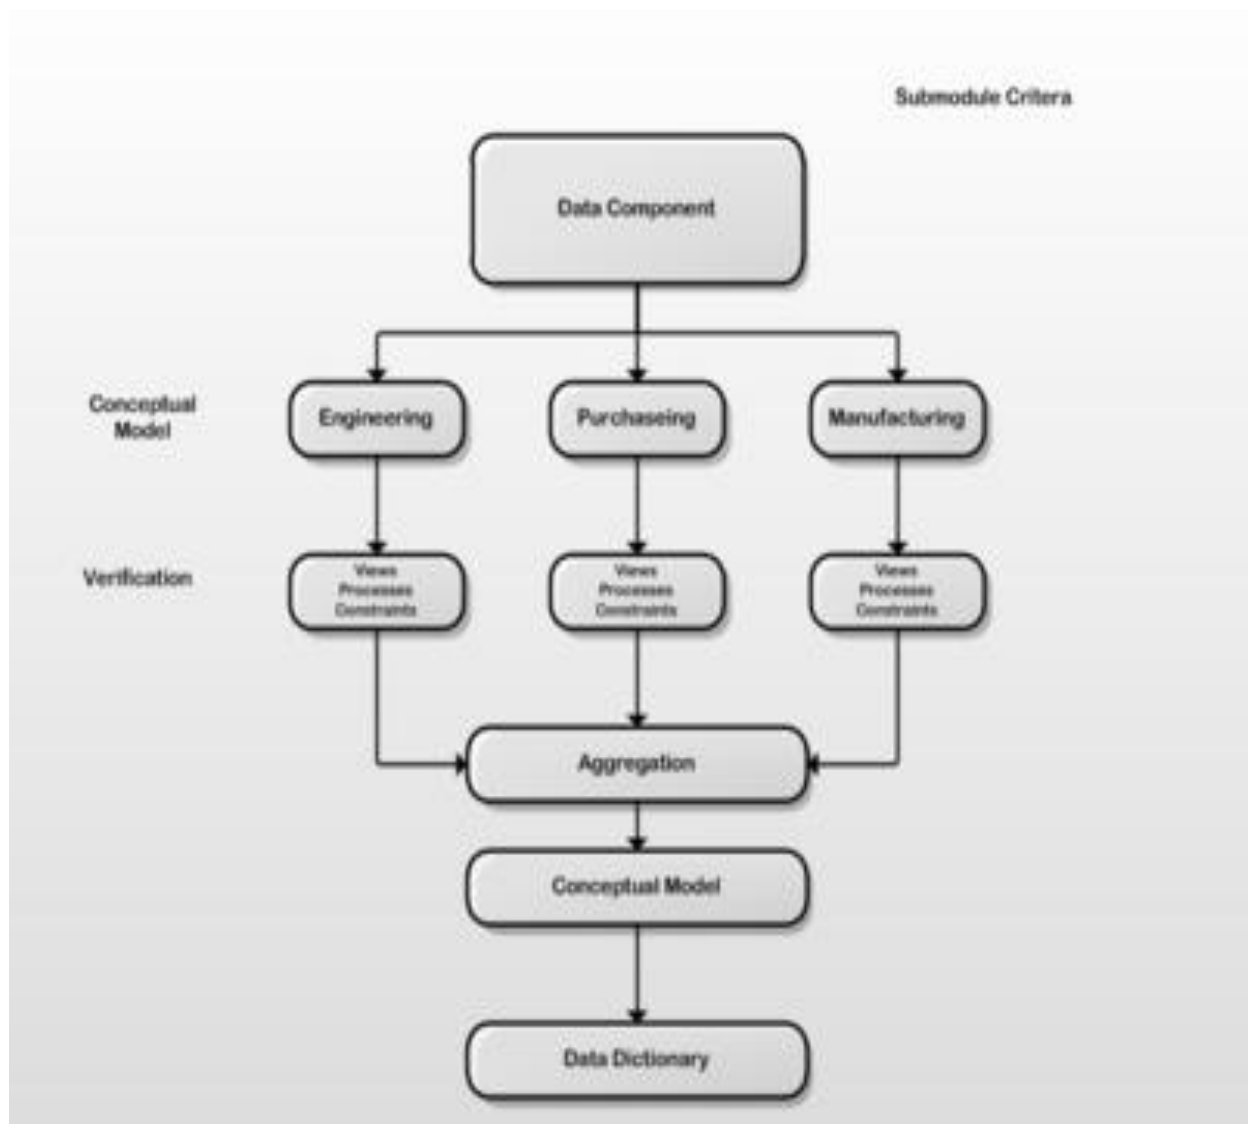 Submodule Critera
Data Component
Conceptual
Model
Engineering
Purchaseing
Manufacturing
Verification
Views
Processes
Constraints
Views
Processes
Constraints
Views
Processes
Constraints
Aggregation
Conceptual Model
Data Dictionary